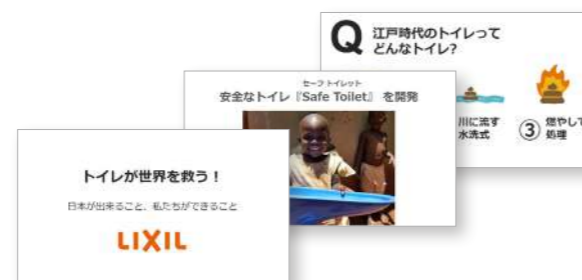 トイレが世界を救う！
日本が出来ること、私たちができること
LIXIL
セーフ トイレット
安全なトイレ『Safe Toilet』 を開発
Q 江戸時代のトイレって
どんなトイレ?
川に流す
水洗式
③ 燃やして
処理